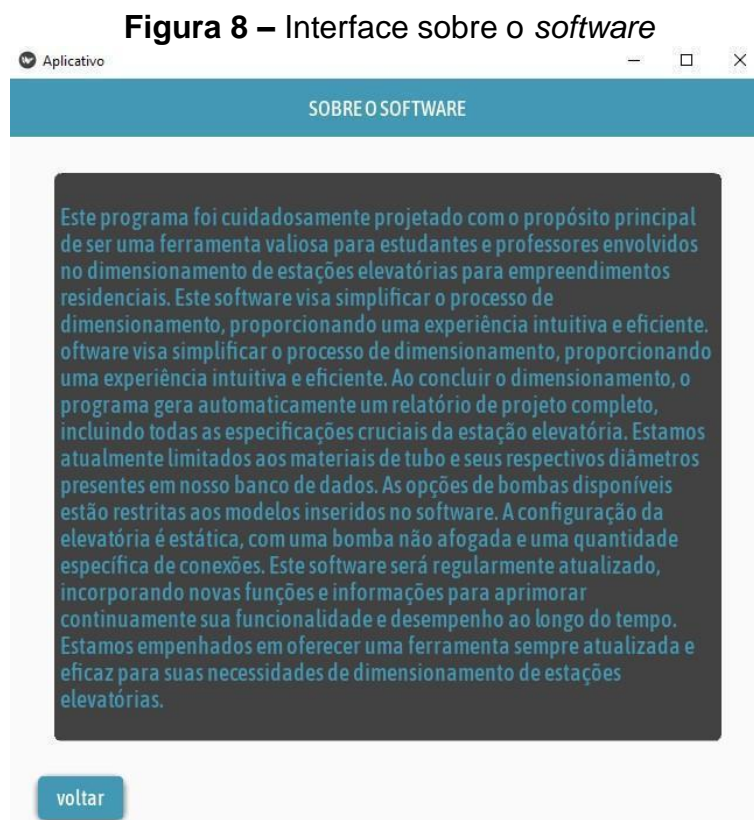 Figura 8 – Interface sobre o software
Aplicativo
SOBRE O SOFTWARE
Este programa foi cuidadosamente projetado com o propósito principal
de ser uma ferramenta valiosa para estudantes e professores envolvidos
no dimensionamento de estações elevatórias para empreendimentos
residenciais. Este software visa simplificar o processo de
dimensionamento, proporcionando uma experiência intuitiva e eficiente.
oftware visa simplificar o processo de dimensionamento, proporcionando
uma experiência intuitiva e eficiente. Ao concluir o dimensionamento, o
programa gera automaticamente um relatório de projeto completo,
incluindo todas as especificações cruciais da estação elevatória. Estamos
atualmente limitados aos materiais de tubo e seus respectivos diâmetros
presentes em nosso banco de dados. As opções de bombas disponíveis
estão restritas aos modelos inseridos no software. A configuração da
elevatória é estática, com uma bomba não afogada e uma quantidade
específica de conexões. Este software será regularmente atualizado,
incorporando novas funções e informações para aprimorar
continuamente sua funcionalidade e desempenho ao longo do tempo.
Estamos empenhados em oferecer uma ferramenta sempre atualizada e
eficaz para suas necessidades de dimensionamento de estações
elevatórias.
voltar